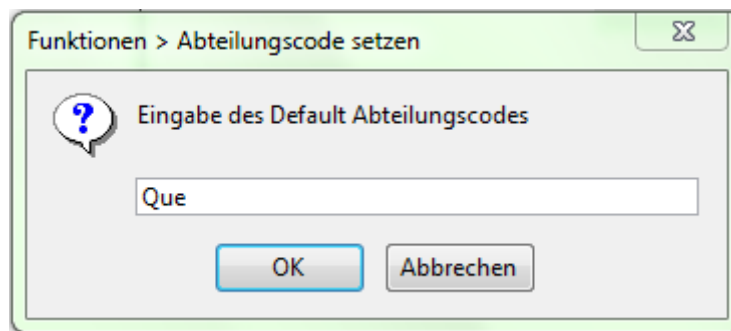 Funktionen > Abteilungscode setzen
Eingabe des Default Abteilungscodes
Que
OK Abbrechen